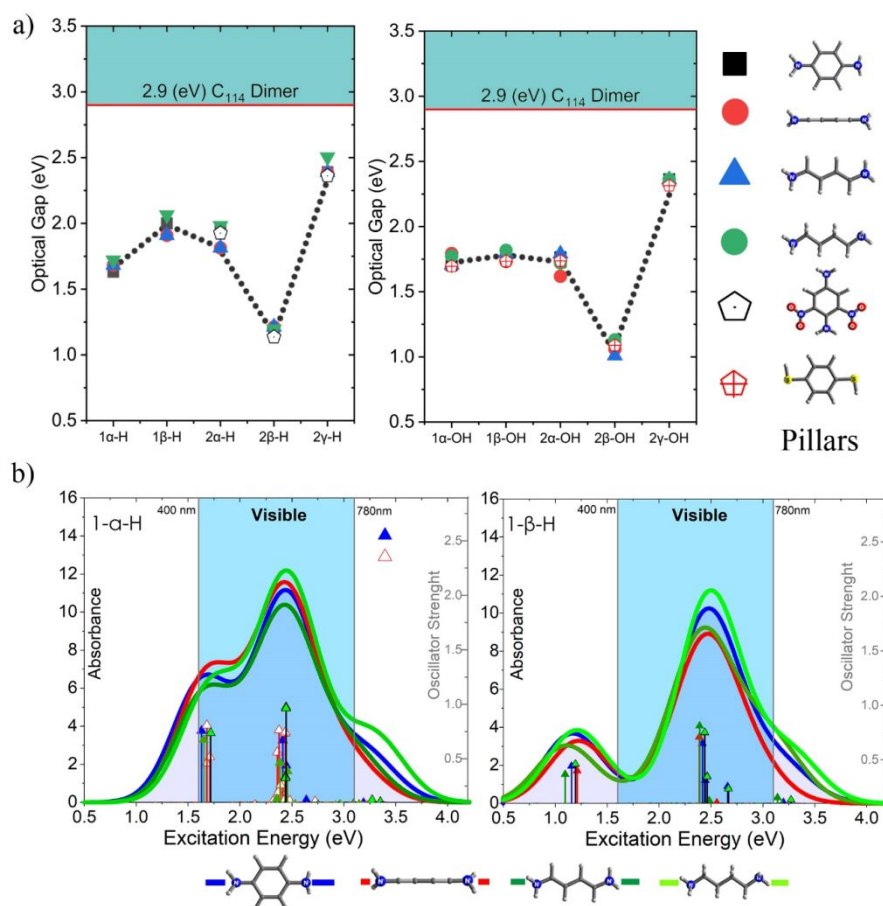 a)
3.5
3.0
2.5
2.0
1.5
1.0
0.5
Optical Gap (eV)
2.9 (eV) C114 Dimer
1α-H 1β-H 2α-H 2β-H 2γ-H
3.5
3.0
2.5
2.0
1.5
1.0
0.5
Optical Gap (eV)
2.9 (eV) C114 Dimer
1α-OH 1β-OH 2α-OH 2β-OH 2γ-OH
Pillars
b)
16
14
12
10
8
6
4
2
0
Absorbance
1-α-H
400 nm
Visible
780nm
2.5
2.0
1.5
1.0
0.5
Oscillator Strenght
0.5 1.0 1.5 2.0 2.5 3.0 3.5 4.0
Excitation Energy (eV)
16
14
12
10
8
6
4
2
0
Absorbance
1-β-H
400 nm
Visible
780nm
2.5
2.0
1.5
1.0
0.5
Oscillator Strenght
0.5 1.0 1.5 2.0 2.5 3.0 3.5 4.0
Excitation Energy (eV)